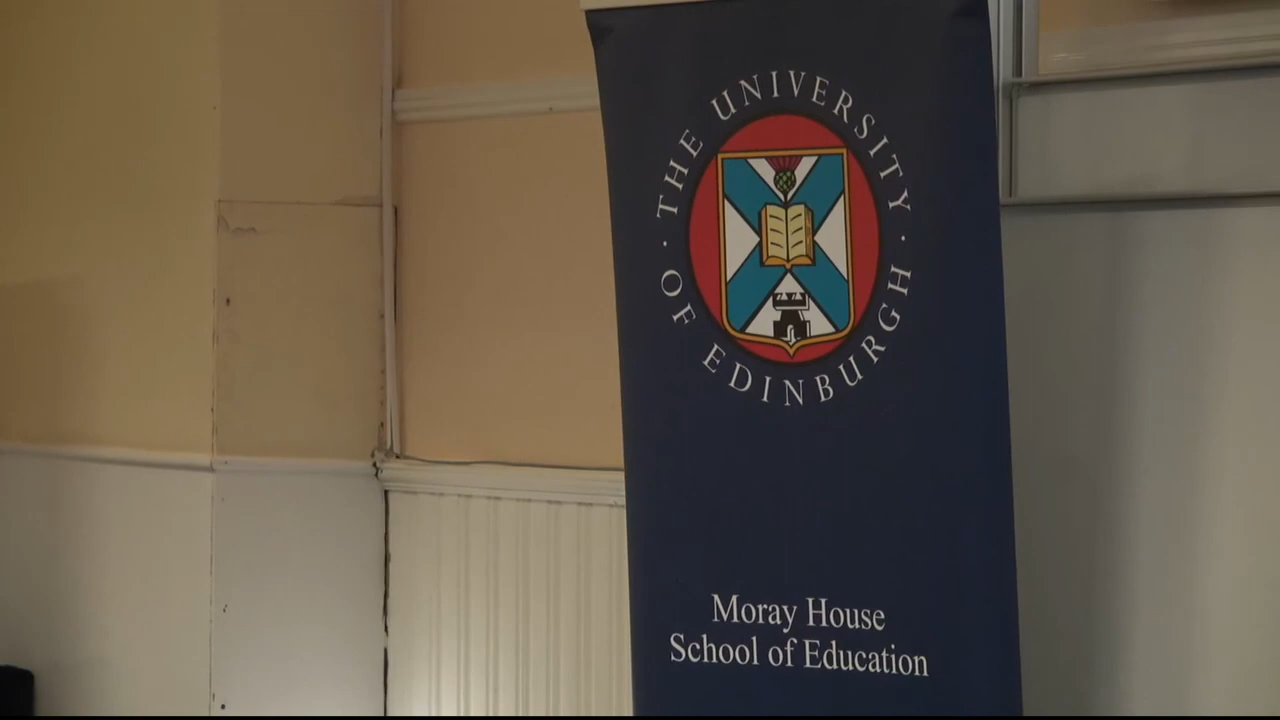 THE UNIVERSITY
OF EDINBURGH
Moray House
School of Education